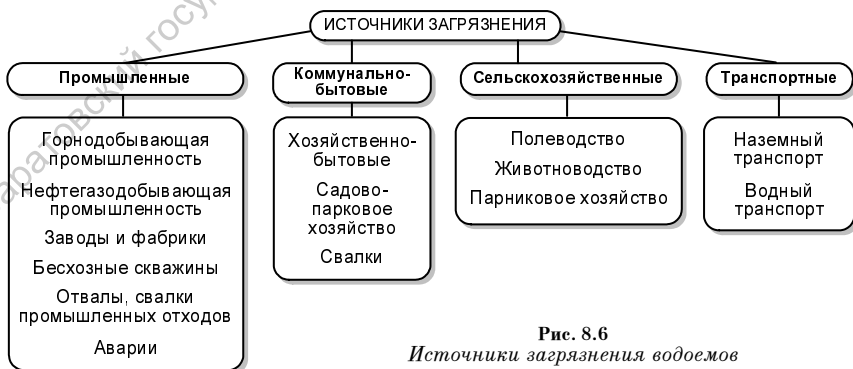 ИСТОЧНИКИ ЗАГРЯЗНЕНИЯ
Промышленные
Горнодобывающая
промышленность
Нефтегазодобывающая
промышленность
Заводы и фабрики
Бесхозные скважины
Отвалы, свалки
промышленных отходов
Аварии
Коммунально-
бытовые
Хозяйственно-
бытовые
Садово-
парковое
хозяйство
Свалки
Сельскохозяйственные
Полеводство
Животноводство
Парниковое хозяйство
Транспортные
Наземный
транспорт
Водный
транспорт
Рис. 8.6
Источники загрязнения водоемов